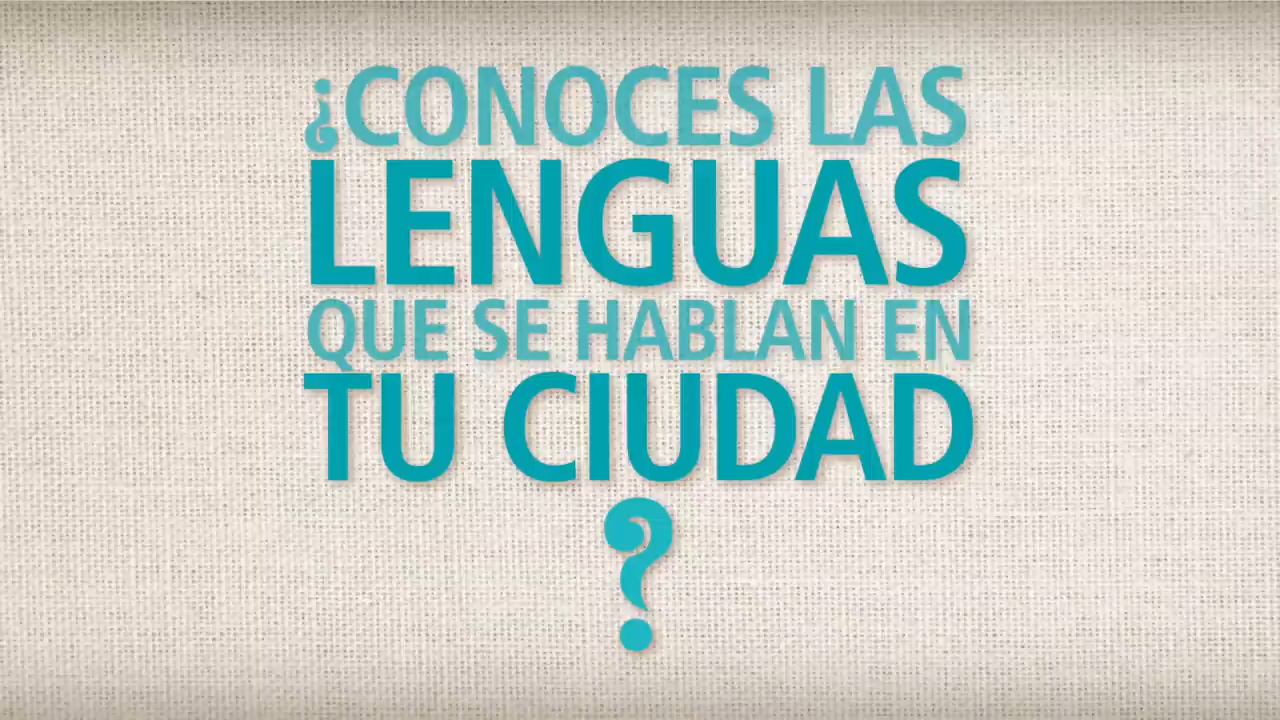 ¿CONOCES LAS
LENGUAS
QUE SE HABLAN EN
TU CIUDAD
?